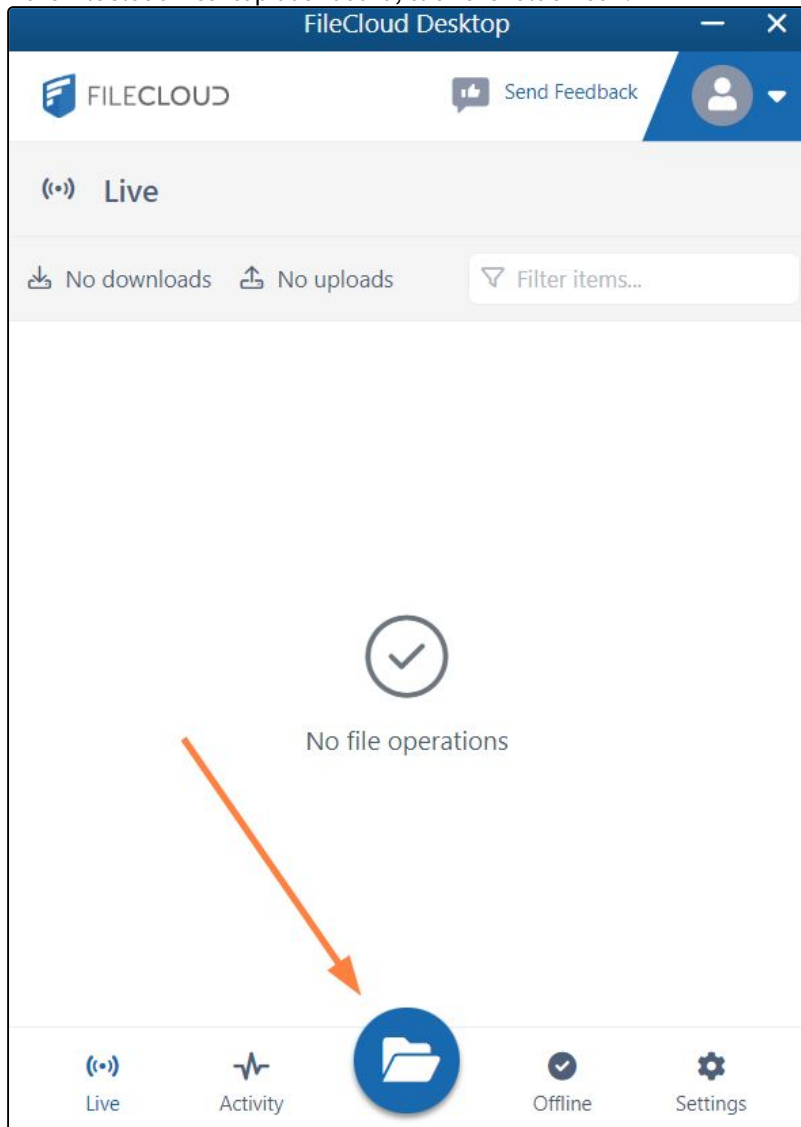 FileCloud Desktop
FILECLOUD
Send Feedback
Live
No downloads No uploads Filter items...
No file operations
Live Activity Offline Settings